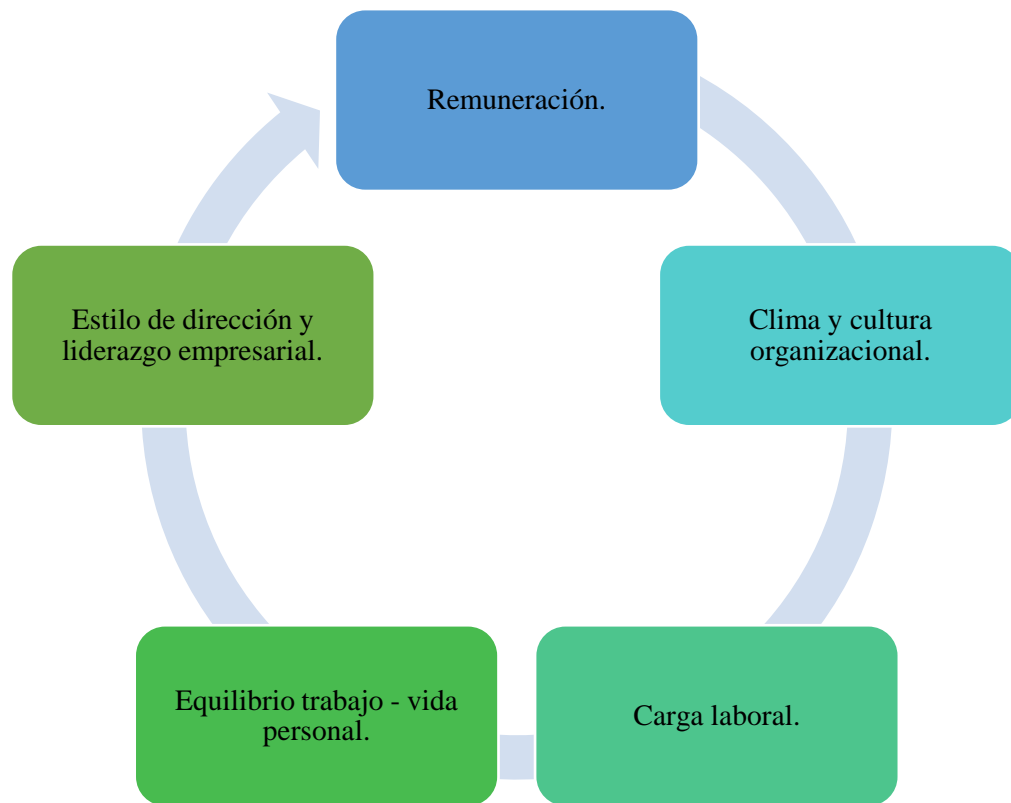 Remuneración.
Clima y cultura
organizacional.
Carga laboral.
Equilibrio trabajo - vida
personal.
Estilo de dirección y
liderazgo empresarial.